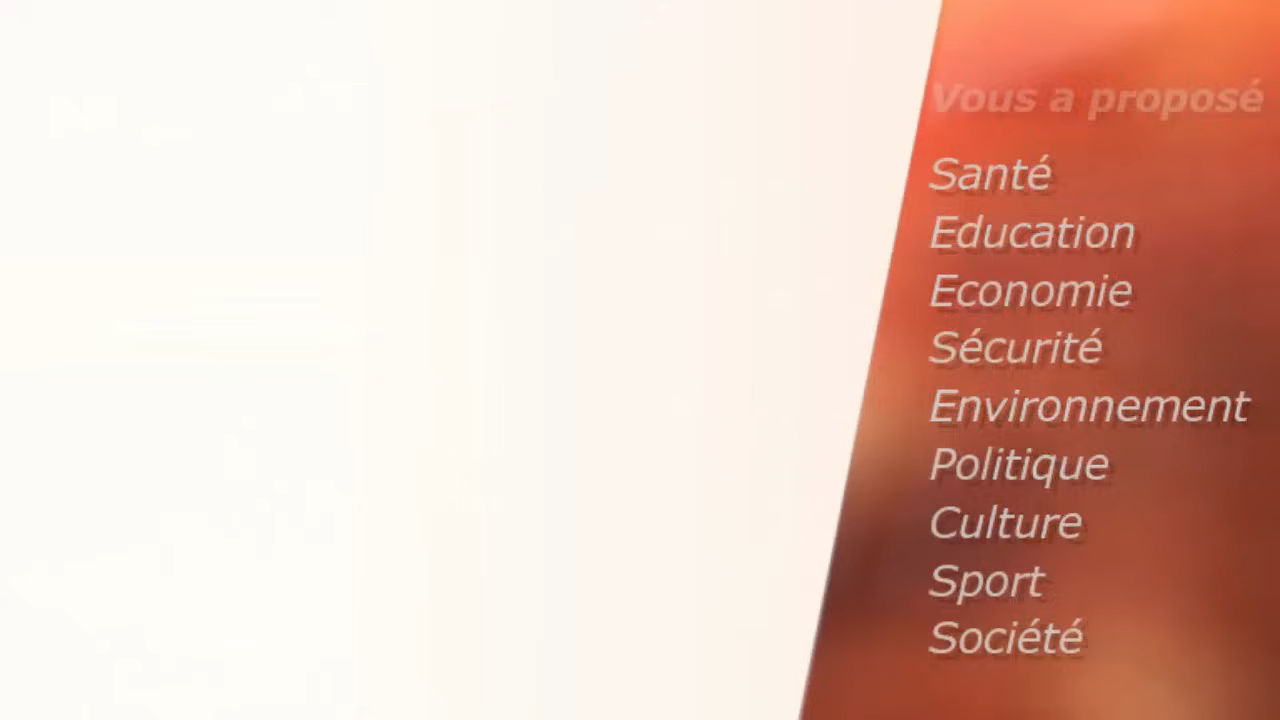 Vous a proposé
Santé
Education
Economie
Sécurité
Environnement
Politique
Culture
Sport
Société